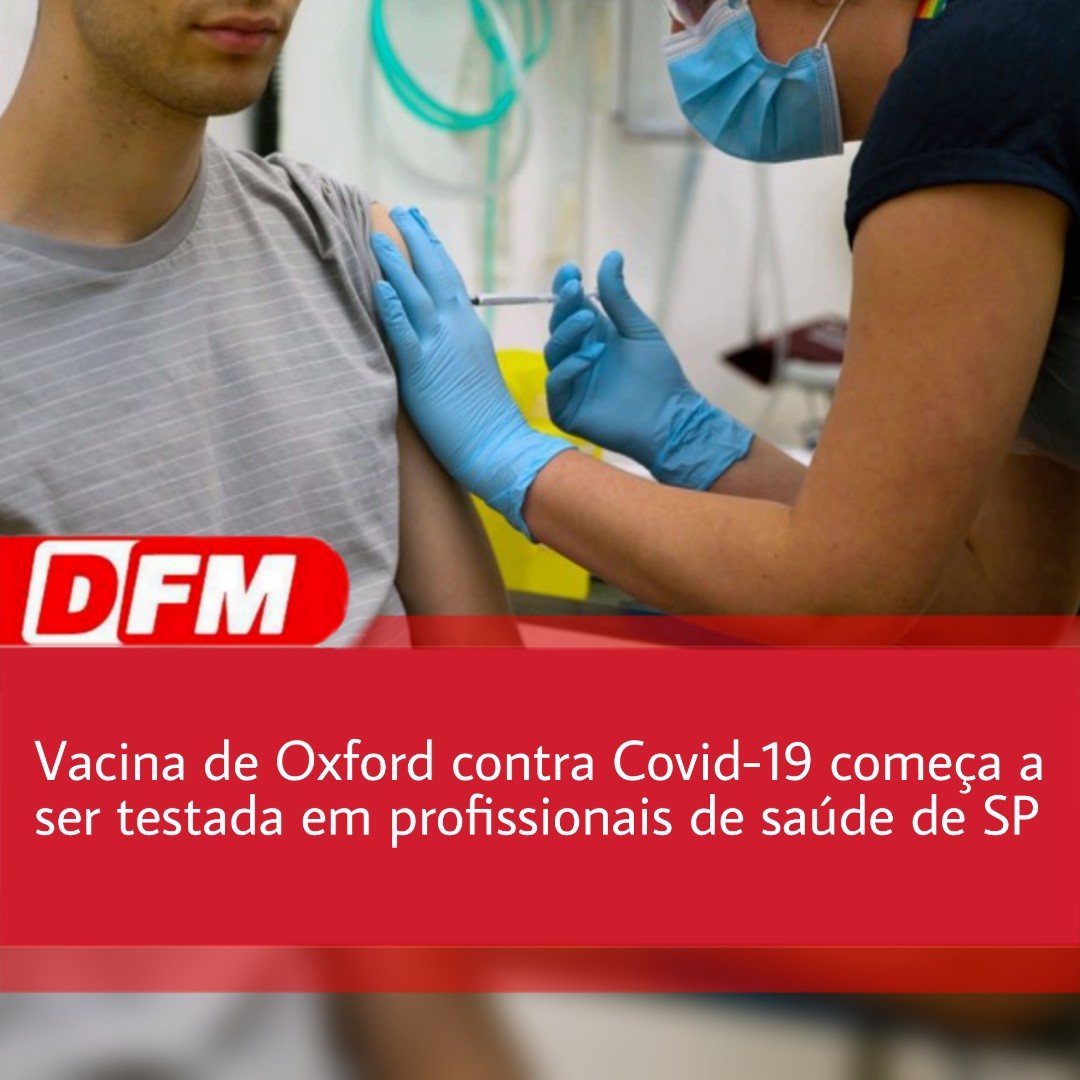 DFM
Vacina de Oxford contra Covid-19 começa a
ser testada em profissionais de saúde de SP